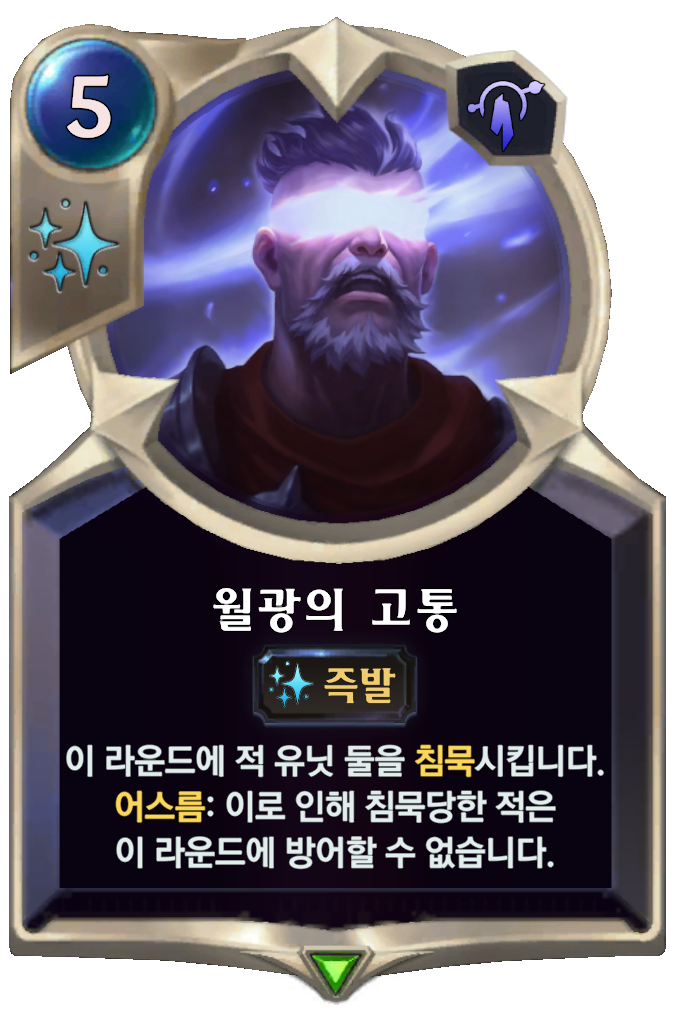 5
월광의 고통
즉발
이 라운드에 적 유닛 둘을 침묵시킵니다.
어스름: 이로 인해 침묵당한 적은
이 라운드에 방어할 수 없습니다.